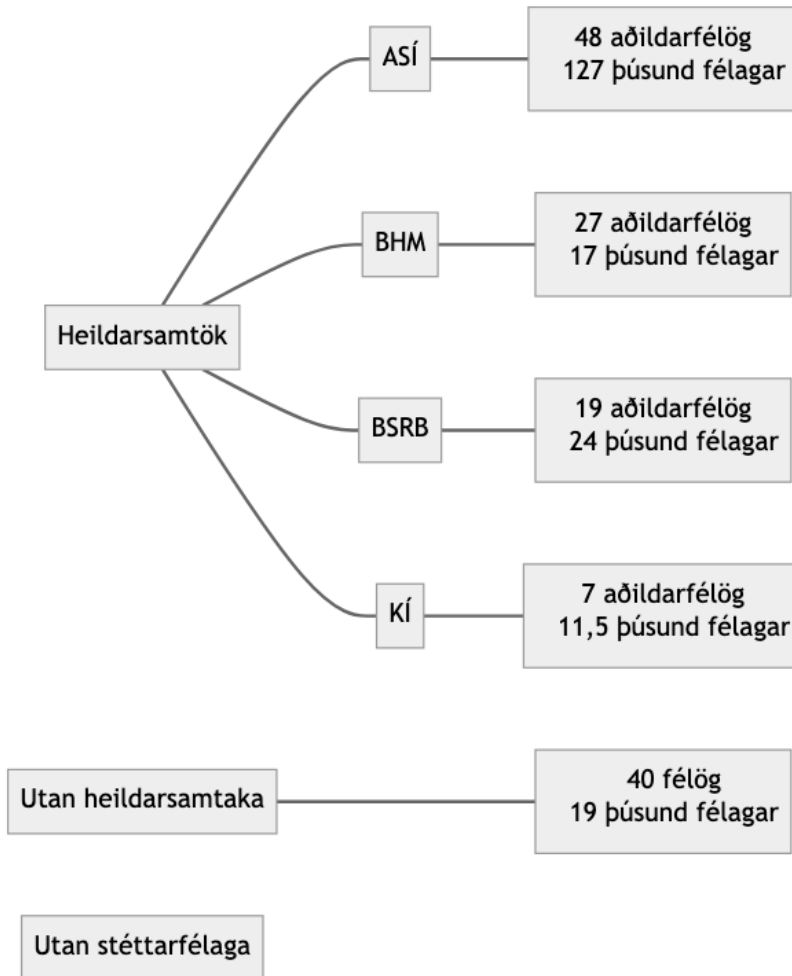 ASÍ
48 aðildarfélög
127 þúsund félagar
BHM
27 aðildarfélög
17 þúsund félagar
Heildarsamtök
BSRB
19 aðildarfélög
24 þúsund félagar
KÍ
7 aðildarfélög
11,5 þúsund félagar
Utan heildarsamtaka
40 félög
19 þúsund félagar
Utan stéttarfélaga